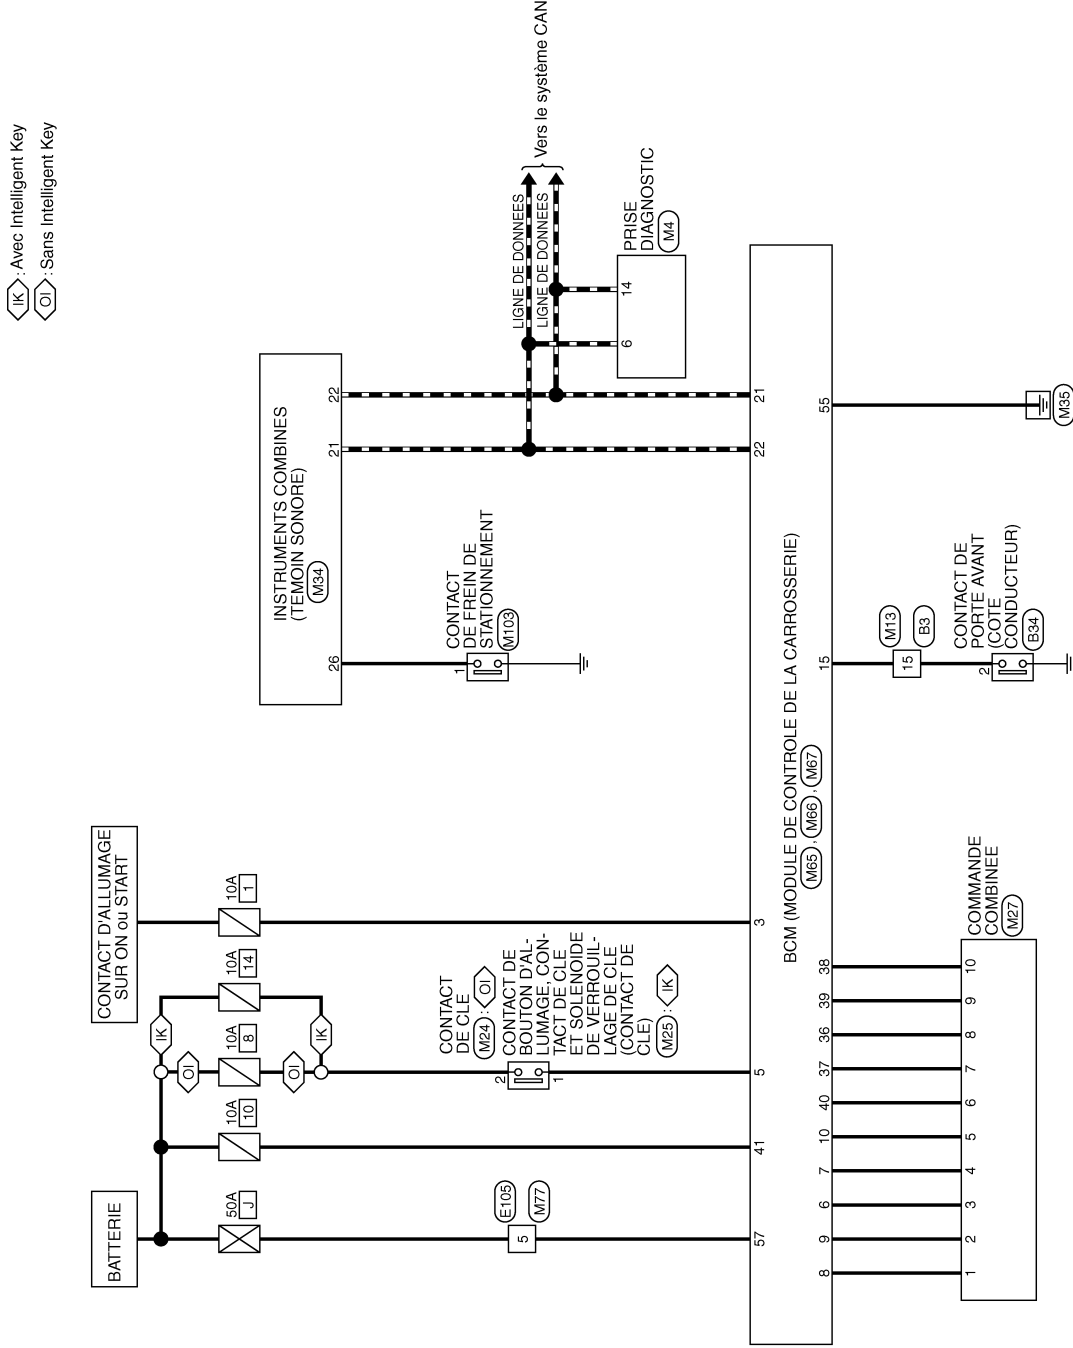 IK : Avec Intelligent Key
OI : Sans Intelligent Key
BATTERIE
CONTACT D'ALLUMAGE
SUR ON ou START
50A
J
10A
10
10A
8
10A
14
10A
1
OI
IK
OI
IK
E105
M77
5
2
1
CONTACT
DE CLE
M24 : OI
CONTACT DE
BOUTON D'AL-
LUMAGE, CON-
TACT DE CLE
ET SOLENOIDE
DE VERROUIL-
LAGE DE CLE
(CONTACT DE
CLE)
M25 : IK
INSTRUMENTS COMBINES
(TEMOIN SONORE)
M34
26
21
22
1
CONTACT
DE FREIN DE
STATIONNEMENT
M103
LIGNE DE DONNEES
LIGNE DE DONNEES
Vers le système CAN
PRISE
DIAGNOSTIC
M4
6
14
57
41
5
3
22
21
BCM (MODULE DE CONTROLE DE LA CARROSSERIE)
M65 , M66 , M67
8
9
6
7
10
40
37
36
39
38
15
55
1
2
3
4
5
6
7
8
9
10
COMMANDE
COMBINEE
M27
15
M13
B3
2
CONTACT DE
PORTE AVANT
(COTE
CONDUCTEUR)
B34
M35